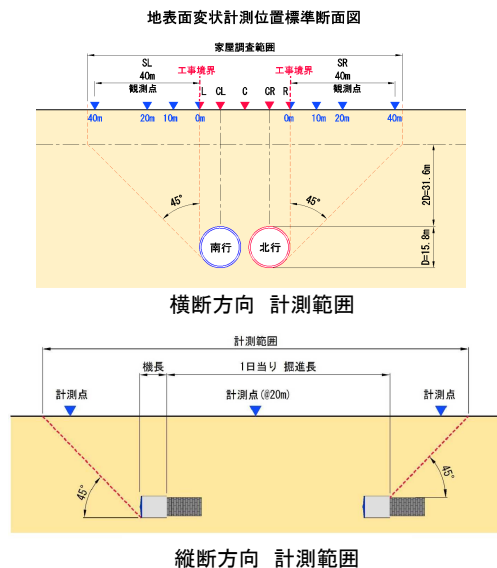 地表面変状計測位置標準断面図
家屋調査範囲
SL
SR
40m
工事境界
工事境界
40m
観測点
L
CL
C
CR
R
観測点
40m
20m
10m
0m
0m
10m
20m
40m
45°
45°
2D=31.6m
D=15.8m
南行
北行
横断方向 計測範囲
計測範囲
機長
1日当り 掘進長
計測点
計測点(@20m)
計測点
45°
45°
縦断方向 計測範囲